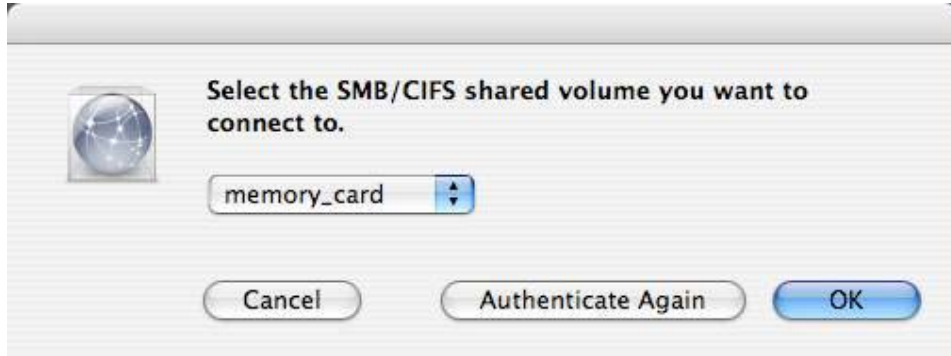 Select the SMB/CIFS shared volume you want to
connect to.
memory_card
Cancel
Authenticate Again
OK